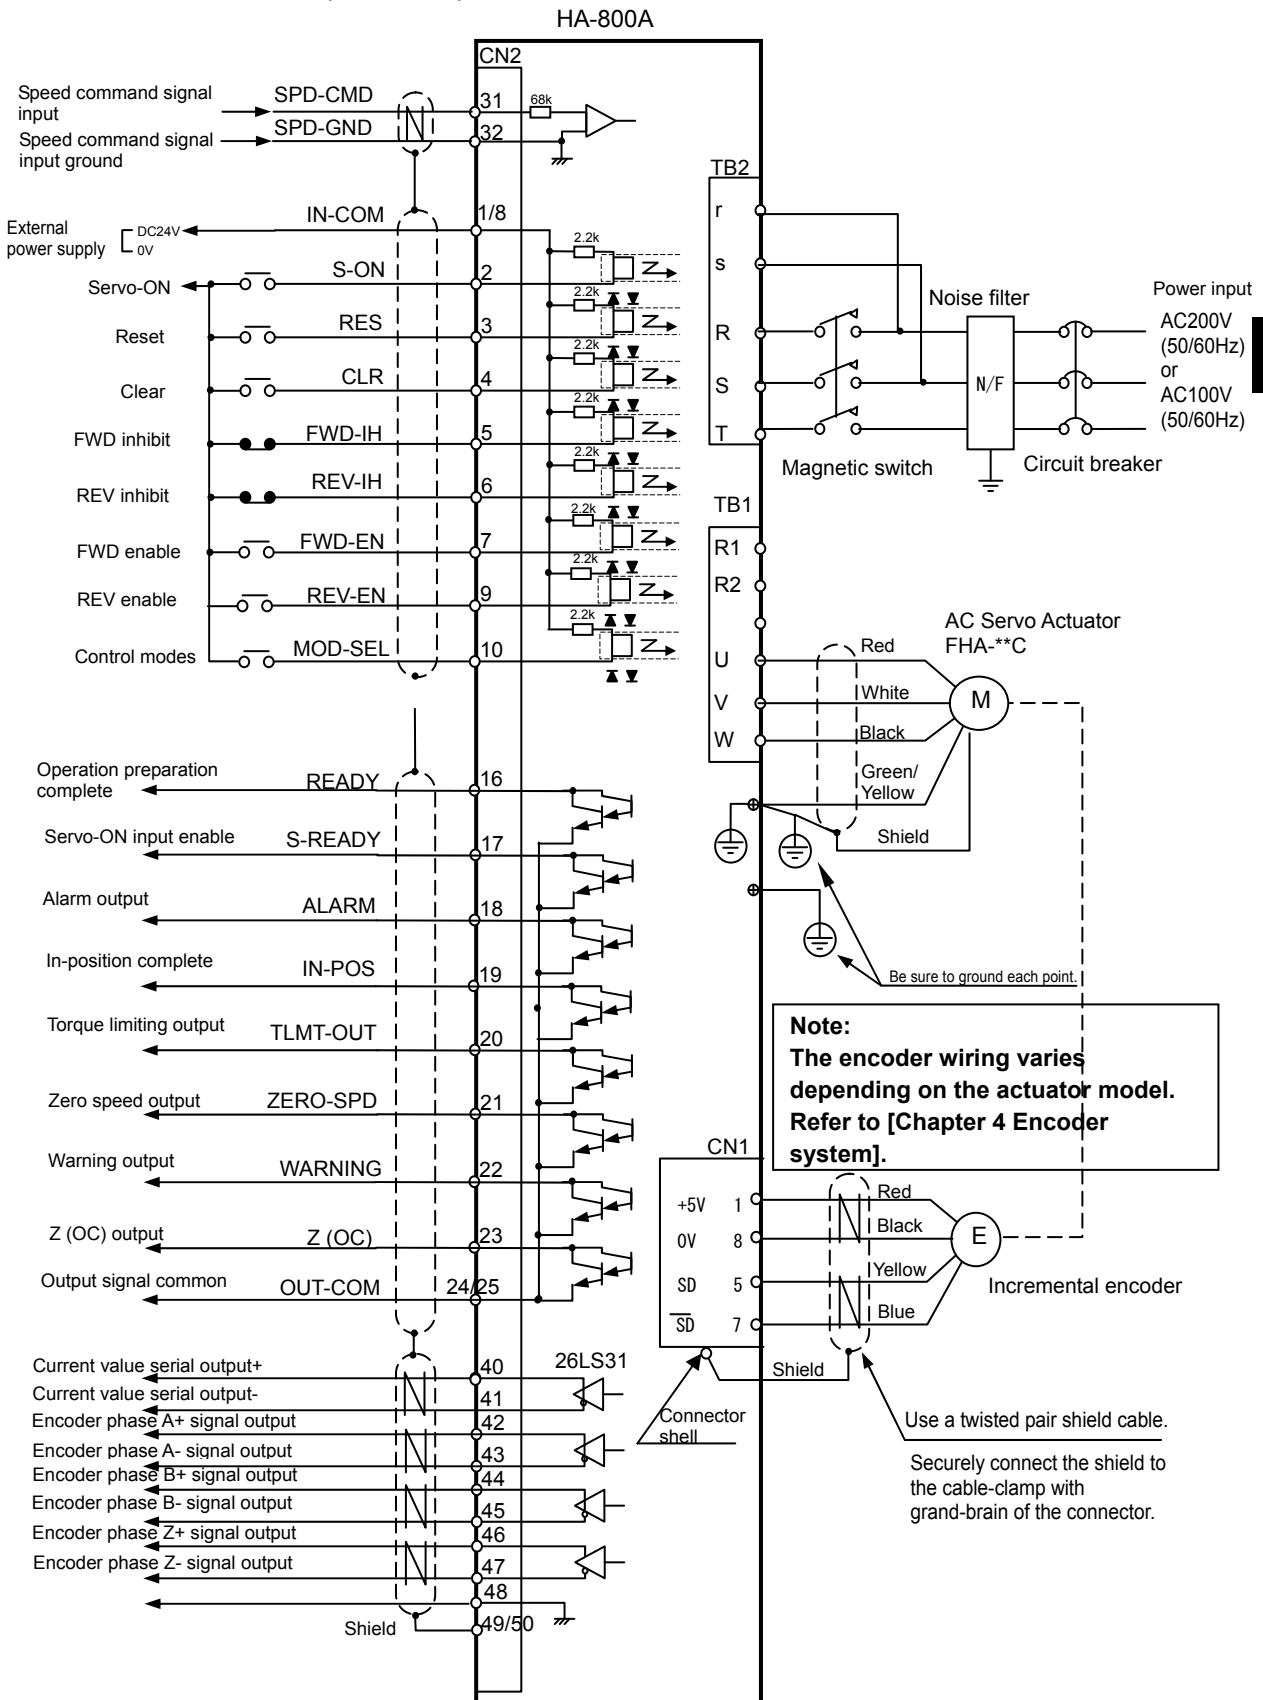 HA-800A
CN2
Speed command signal
input
SPD-CMD
31
68k
Speed command signal
input ground
SPD-GND
32
External
power supply
DC24V
0V
IN-COM
1/8
2.2k
Servo-ON
S-ON
2
2.2k
Reset
RES
3
2.2k
Clear
CLR
4
2.2k
FWD inhibit
FWD-IH
5
2.2k
REV inhibit
REV-IH
6
2.2k
FWD enable
FWD-EN
7
2.2k
REV enable
REV-EN
9
2.2k
Control modes
MOD-SEL
10
Operation preparation
complete
READY
16
Servo-ON input enable
S-READY
17
Alarm output
ALARM
18
In-position complete
IN-POS
19
Torque limiting output
TLMT-OUT
20
Zero speed output
ZERO-SPD
21
Warning output
WARNING
22
Z (OC) output
Z (OC)
23
Output signal common
OUT-COM
24/25
Current value serial output+
40
26LS31
Current value serial output-
41
Encoder phase A+ signal output
42
Encoder phase A- signal output
43
Encoder phase B+ signal output
44
Encoder phase B- signal output
45
Encoder phase Z+ signal output
46
Encoder phase Z- signal output
47
48
Shield
49/50
TB2
r
s
R
S
T
Noise filter
N/F
Magnetic switch
Circuit breaker
Power input
AC200V
(50/60Hz)
or
AC100V
(50/60Hz)
TB1
R1
R2
U
V
W
AC Servo Actuator
FHA-**C
Red
White
Black
Green/
Yellow
Shield
M
Be sure to ground each point.
Note:
The encoder wiring varies
depending on the actuator model.
Refer to [Chapter 4 Encoder
system].
CN1
+5V 1
0V 8
SD 5
S̅D̅ 7
Red
Black
Yellow
Blue
E
Incremental encoder
Shield
Connector
shell
Use a twisted pair shield cable.
Securely connect the shield to
the cable-clamp with
grand-brain of the connector.